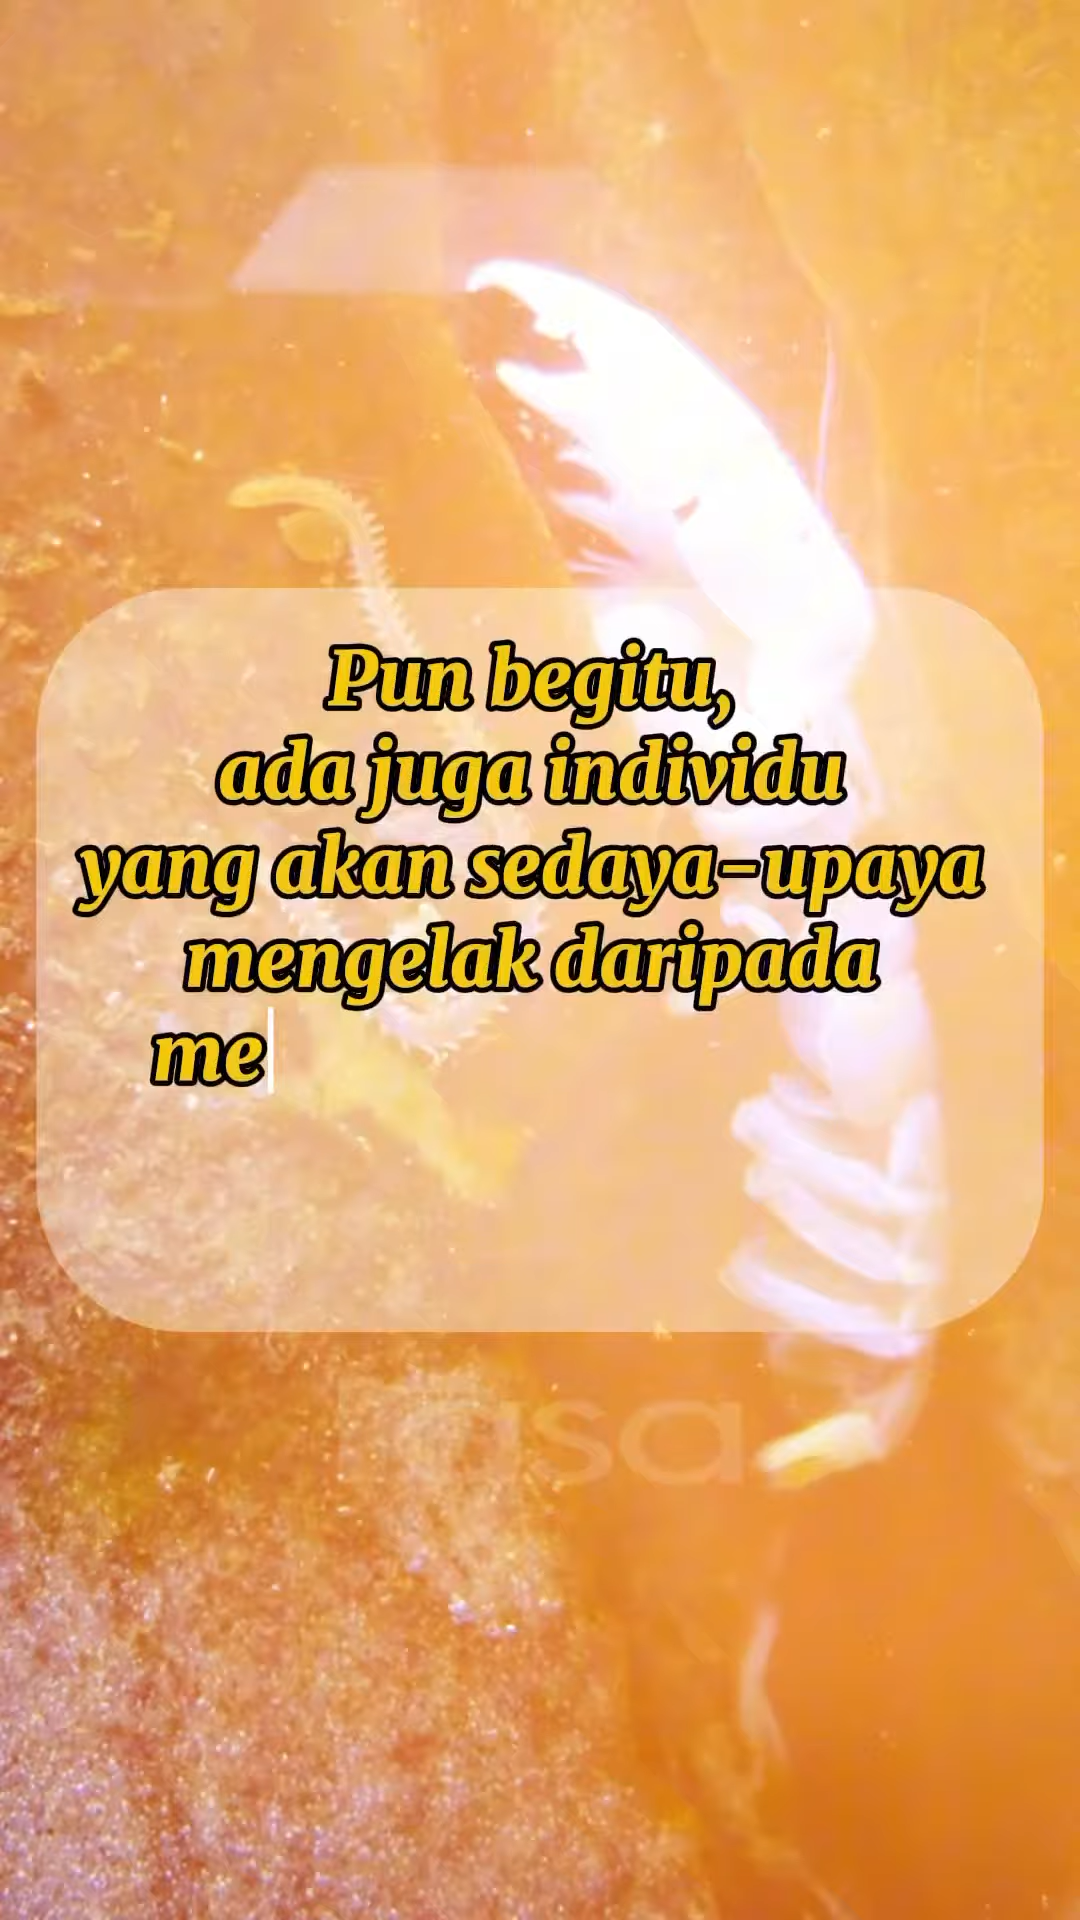 Pun begitu,
ada juga individu
yang akan sedaya-upaya
mengelak daripada
me